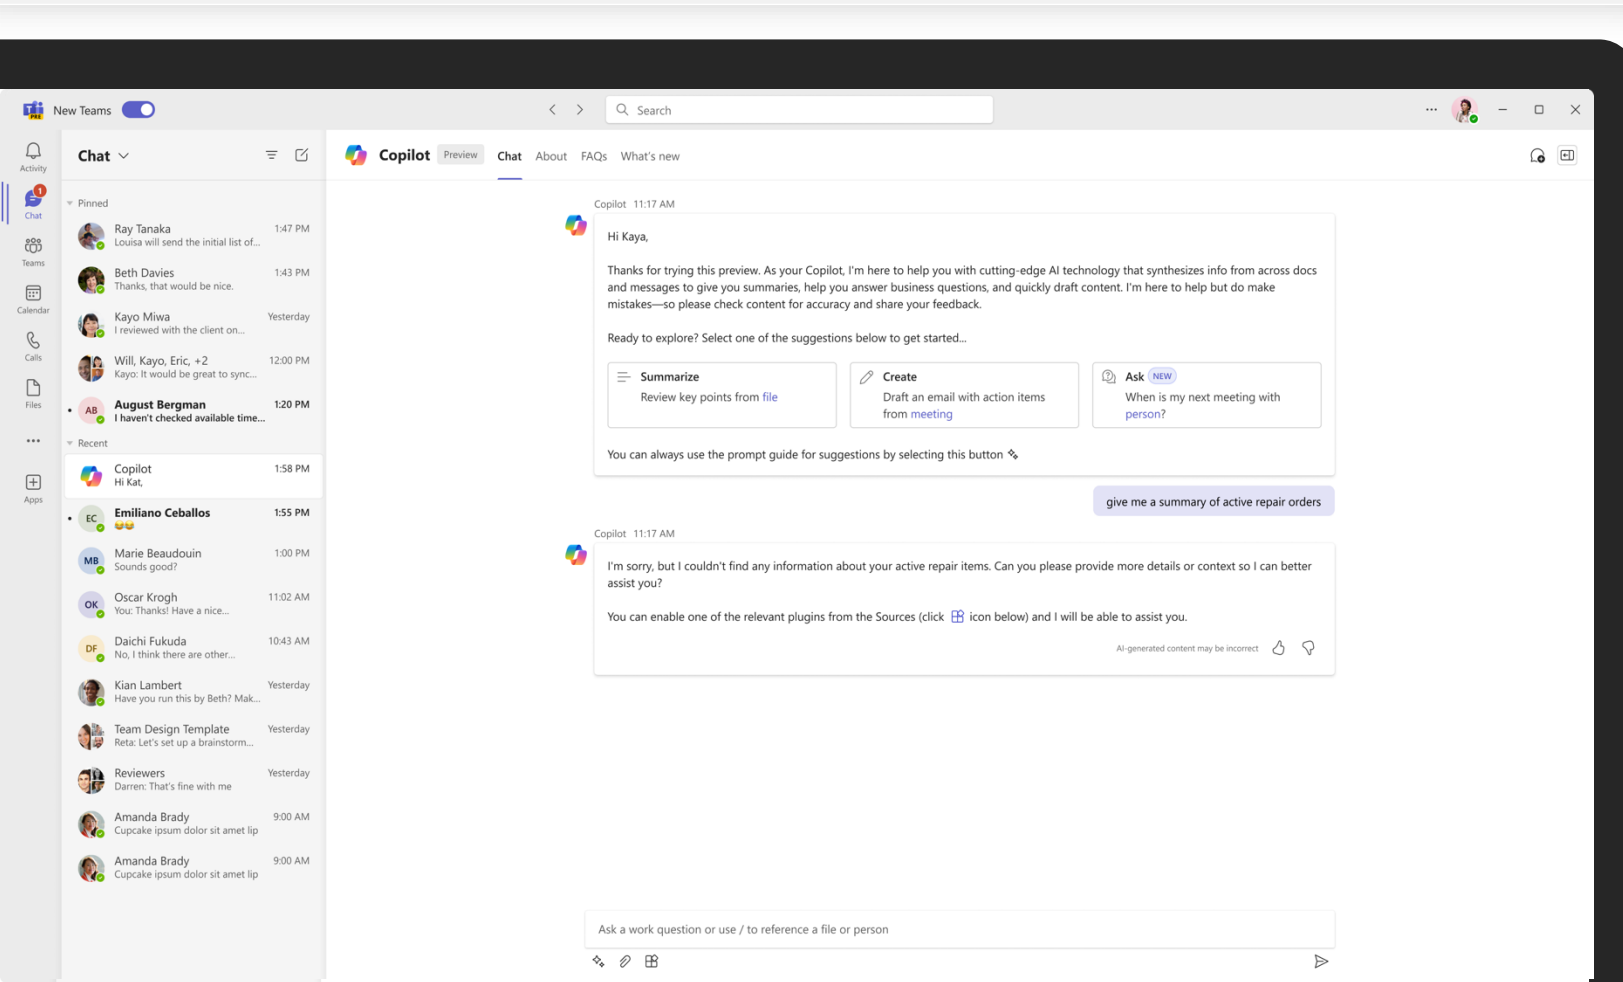 New Teams
PRE
Search
Activity
1
Chat
Teams
Calendar
Calls
Files
Apps
Chat
Pinned
Ray Tanaka 1:47 PM
Louisa will send the initial list of...
Beth Davies 1:43 PM
Thanks, that would be nice.
Kayo Miwa Yesterday
I reviewed with the client on...
Will, Kayo, Eric, +2 12:00 PM
Kayo: It would be great to sync...
AB
August Bergman 1:20 PM
I haven't checked available time...
Recent
Copilot 1:58 PM
Hi Kat,
EC
Emiliano Ceballos 1:55 PM
😂😂
MB
Marie Beaudouin 1:00 PM
Sounds good?
OK
Oscar Krogh 11:02 AM
You: Thanks! Have a nice...
DF
Daichi Fukuda 10:43 AM
No, I think there are other...
Kian Lambert Yesterday
Have you run this by Beth? Mak...
Team Design Template Yesterday
Reta: Let's set up a brainstorm...
Reviewers Yesterday
Darren: That's fine with me
Amanda Brady 9:00 AM
Cupcake ipsum dolor sit amet lip
Amanda Brady 9:00 AM
Cupcake ipsum dolor sit amet lip
Copilot Preview Chat About FAQs What's new
Copilot 11:17 AM
Hi Kaya,
Thanks for trying this preview. As your Copilot, I'm here to help you with cutting-edge AI technology that synthesizes info from across docs
and messages to give you summaries, help you answer business questions, and quickly draft content. I'm here to help but do make
mistakes—so please check content for accuracy and share your feedback.
Ready to explore? Select one of the suggestions below to get started...
Summarize
Review key points from file
Create
Draft an email with action items
from meeting
Ask NEW
When is my next meeting with
person?
You can always use the prompt guide for suggestions by selecting this button
give me a summary of active repair orders
Copilot 11:17 AM
I'm sorry, but I couldn't find any information about your active repair items. Can you please provide more details or context so I can better
assist you?
You can enable one of the relevant plugins from the Sources (click icon below) and I will be able to assist you.
AI-generated content may be incorrect
Ask a work question or use / to reference a file or person